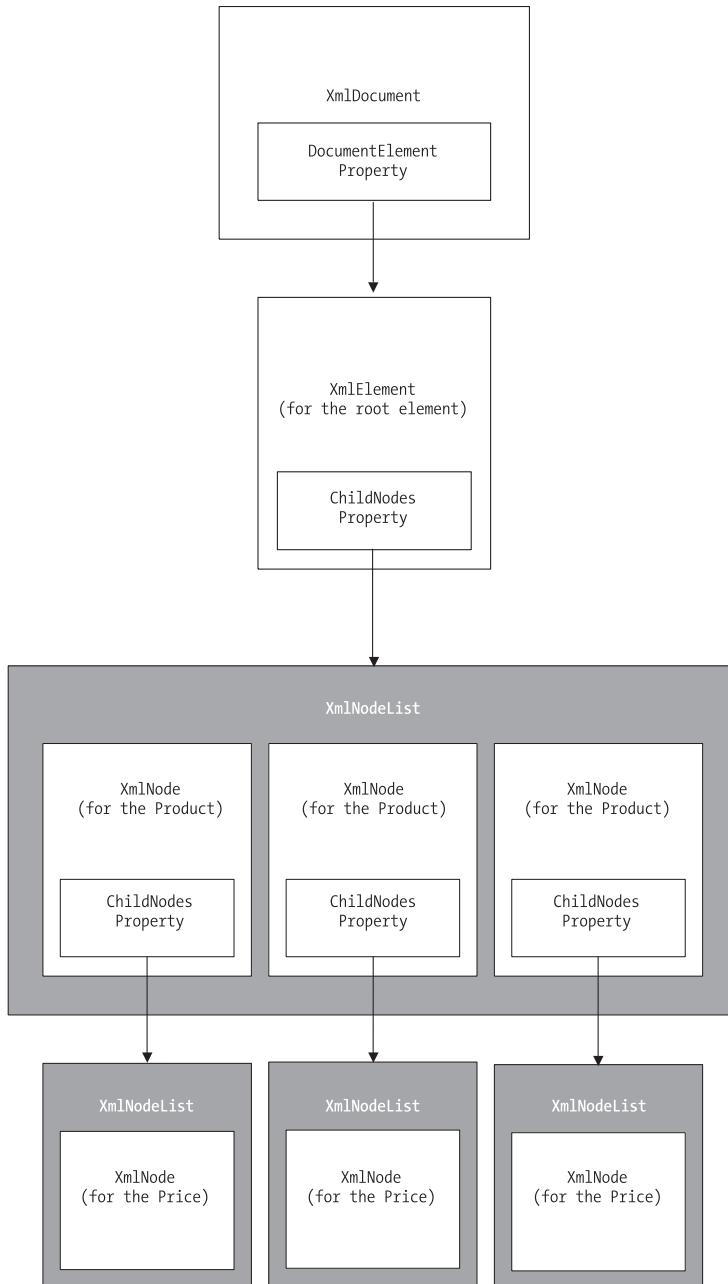 XmlDocument
DocumentElement
Property
XmlElement
(for the root element)
ChildNodes
Property
XmlNodeList
XmlNode
(for the Product)
ChildNodes
Property
XmlNode
(for the Product)
ChildNodes
Property
XmlNode
(for the Product)
ChildNodes
Property
XmlNodeList
XmlNode
(for the Price)
XmlNodeList
XmlNode
(for the Price)
XmlNodeList
XmlNode
(for the Price)